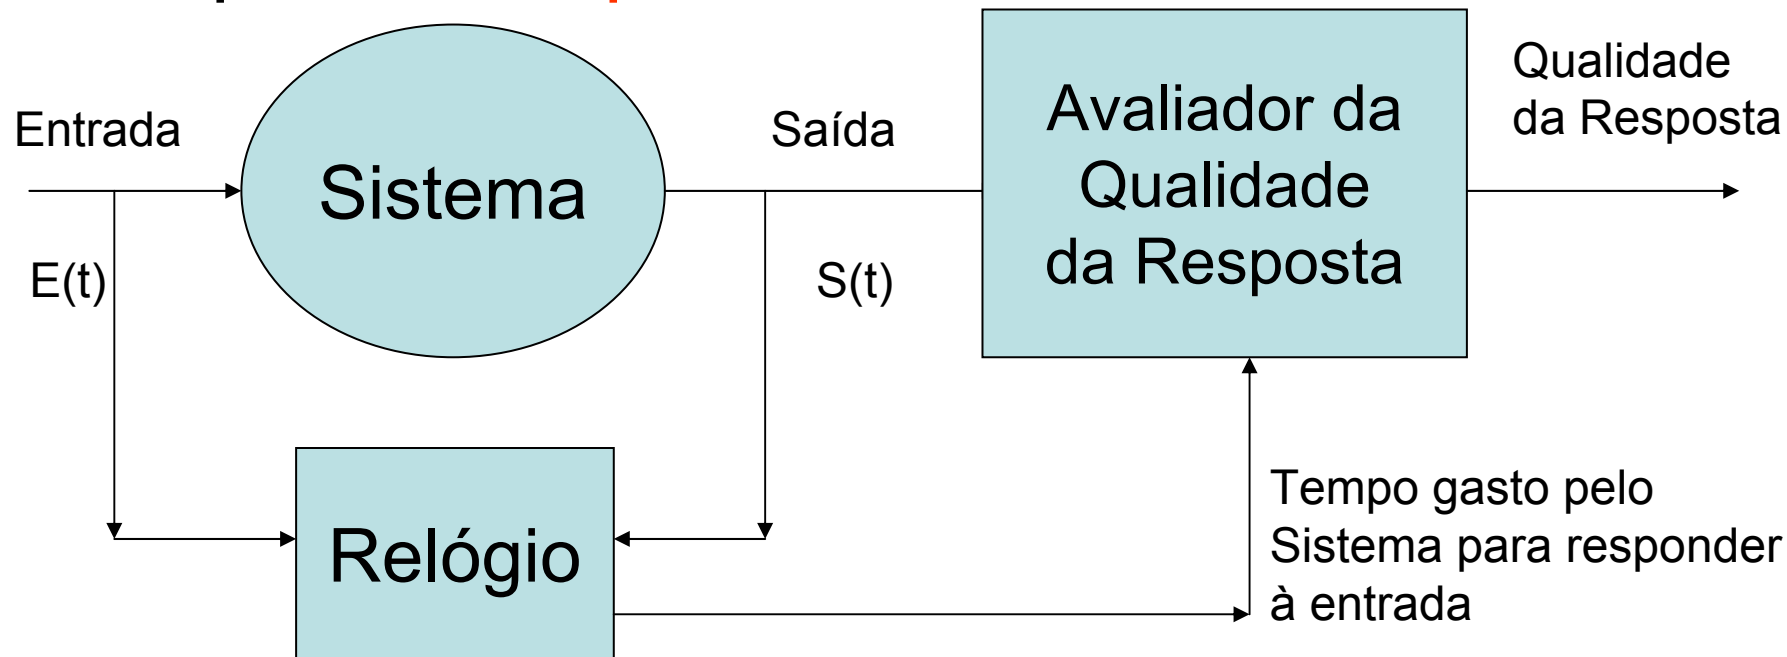 Entrada
Sistema
Saída
Avaliador da
Qualidade
da Resposta
Qualidade
da Resposta
E(t)
S(t)
Relógio
Tempo gasto pelo
Sistema para responder
à entrada